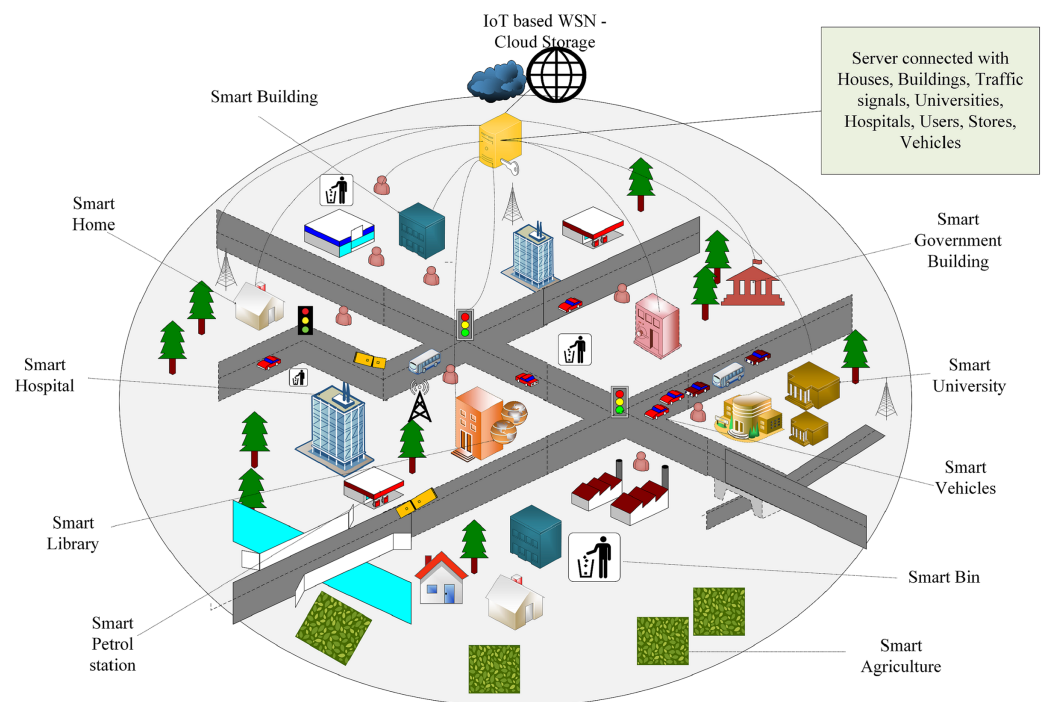 IoT based WSN -
Cloud Storage
Server connected with
Houses, Buildings, Traffic
signals, Universities,
Hospitals, Users, Stores,
Vehicles
Smart Building
Smart
Home
Smart
Government
Building
Smart
Hospital
Smart
University
Smart
Vehicles
Smart
Library
Smart Bin
Smart
Petrol
station
Smart
Agriculture